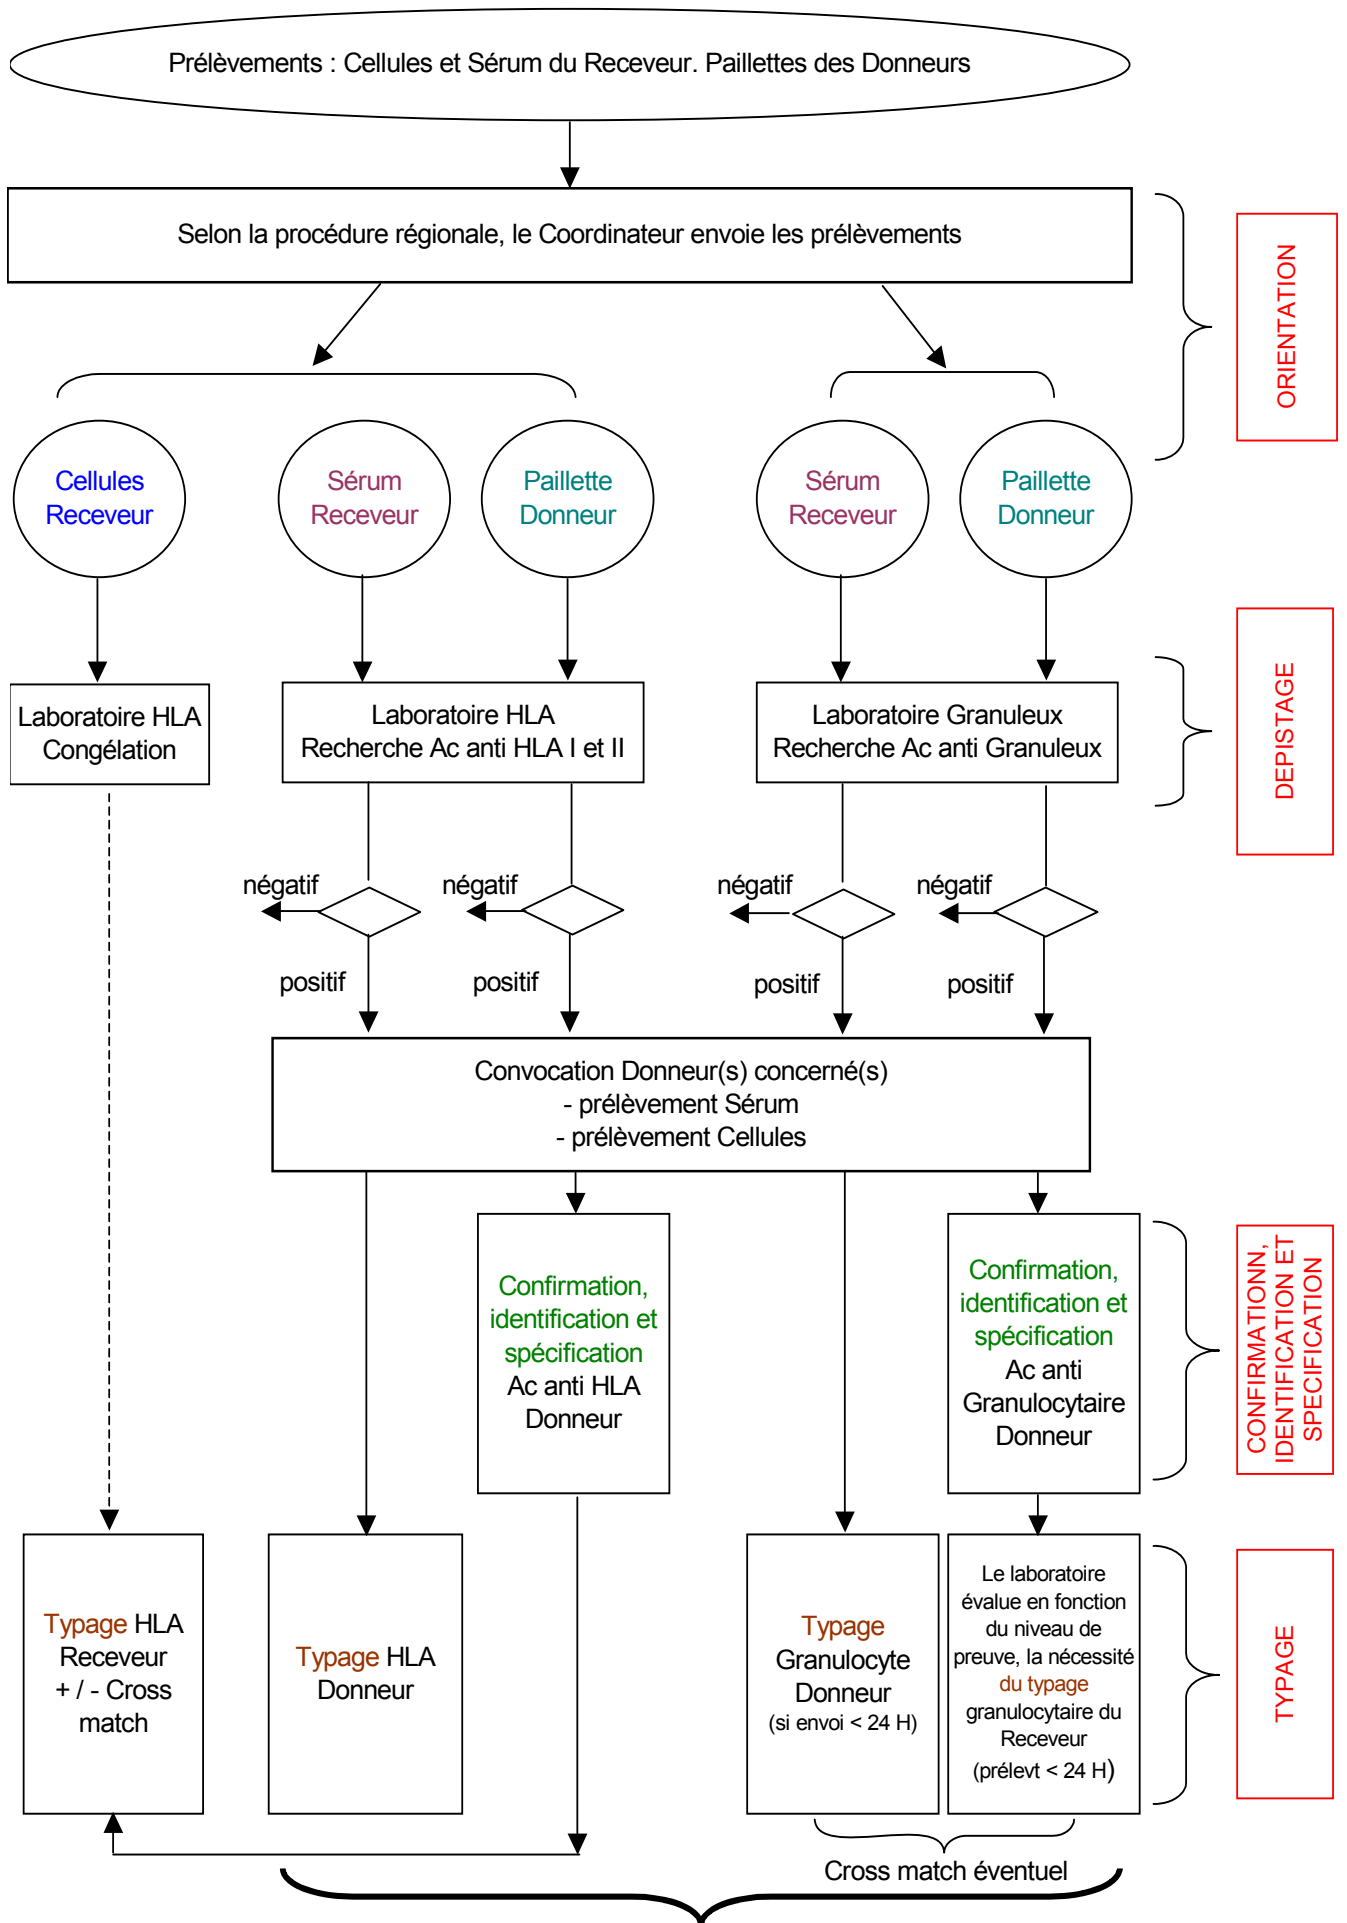 Prélèvements : Cellules et Sérum du Receveur. Paillettes des Donneurs
Selon la procédure régionale, le Coordinateur envoie les prélèvements
ORIENTATION
Cellules
Receveur
Sérum
Receveur
Paillette
Donneur
Sérum
Receveur
Paillette
Donneur
Laboratoire HLA
Congélation
Laboratoire HLA
Recherche Ac anti HLA I et II
Laboratoire Granuleux
Recherche Ac anti Granuleux
DEPISTAGE
négatif
négatif
négatif
négatif
positif
positif
positif
positif
Convocation Donneur(s) concerné(s)
- prélèvement Sérum
- prélèvement Cellules
Confirmation,
identification et
spécification
Ac anti HLA
Donneur
Confirmation,
identification et
spécification
Ac anti
Granulocytaire
Donneur
CONFIRMATIONN,
IDENTIFICATION ET
SPECIFICATION
Typage HLA
Receveur
+ / - Cross
match
Typage HLA
Donneur
Typage
Granulocyte
Donneur
(si envoi < 24 H)
Le laboratoire
évalue en fonction
du niveau de
preuve, la nécessité
du typage
granulocytaire du
Receveur
(prélevt < 24 H)
TYPAGE
Cross match éventuel